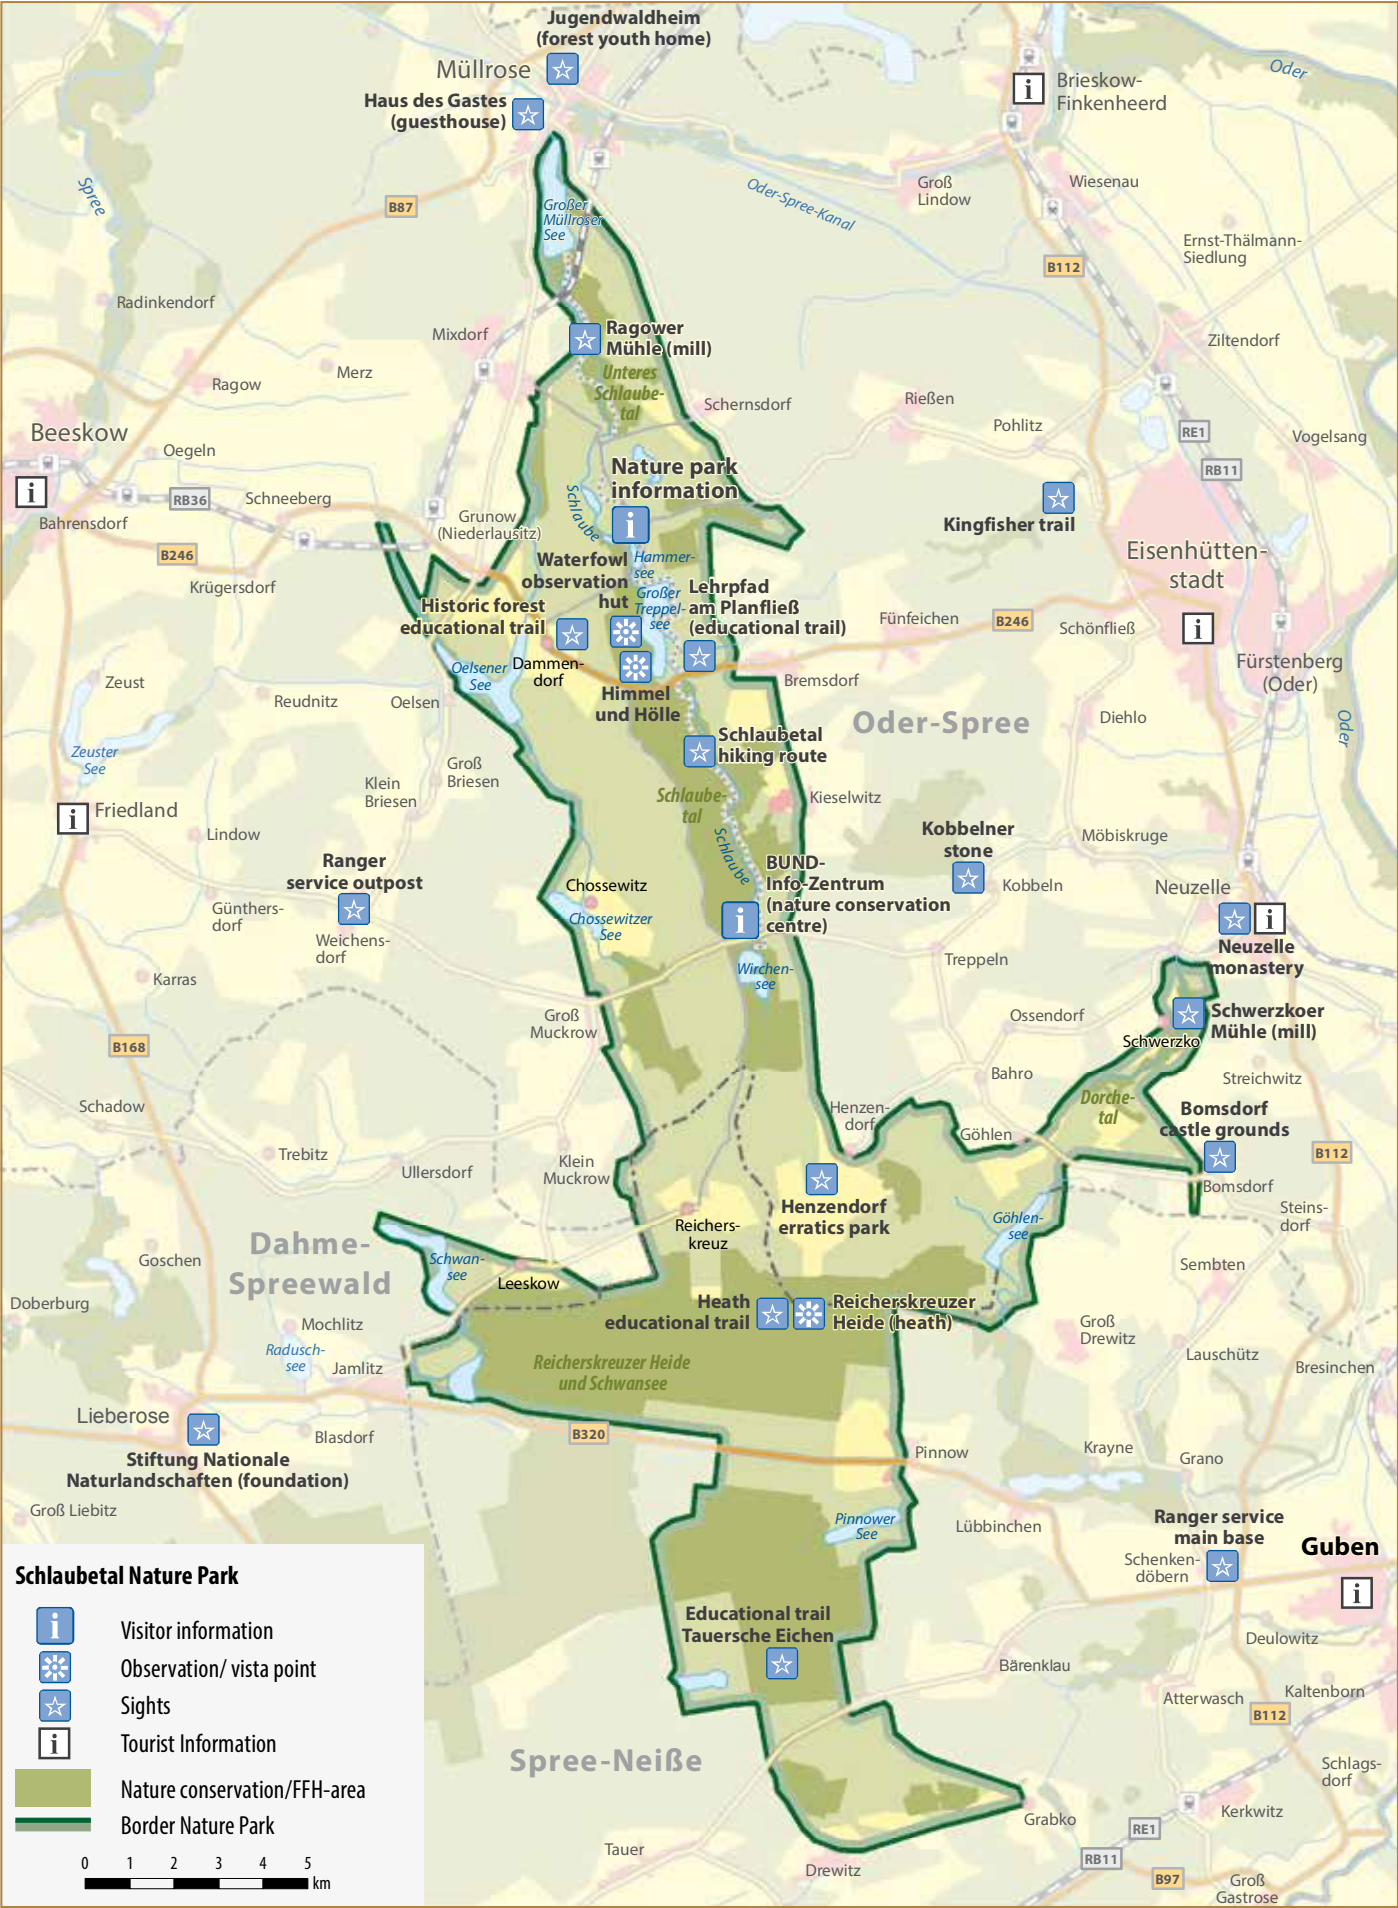 Jugendwaldheim
(forest youth home)
Müllrose
Haus des Gastes
(guesthouse)
Brieskow-
Finkenheerd
Oder
Spree
B87
Großer
Müllroser
See
Oder-Spree-Kanal
Groß
Lindow
Wiesenau
Ernst-Thälmann-
Siedlung
B112
Radinkendorf
Mixdorf
Ragower
Mühle (mill)
Ziltendorf
Merz
Ragow
Unteres
Schlaube-
tal
Schernsdorf
Rießen
Pohlitz
RE1
Vogelsang
Beeskow
Oegeln
RB36
Schneeberg
Nature park
information
RB11
Bahrensdorf
Grunow
(Niederlausitz)
Schlaube
Kingfisher trail
B246
Krügersdorf
Waterfowl
observation
hut
Hammer-
see
Großer
Treppel-
see
Lehrpfad
am Planfließ
(educational trail)
Eisenhütten-
stadt
Historic forest
educational trail
Fünfeichen
B246
Schönfließ
Dammen-
dorf
Oelsener
See
Himmel
und Hölle
Bremsdorf
Fürstenberg
(Oder)
Zeust
Reudnitz
Oelsen
Oder-Spree
Diehlo
Oder
Zeuster
See
Schlaubetal
hiking route
Groß
Briesen
Klein
Briesen
Schlaube-
tal
Kieselwitz
Friedland
Lindow
Schlaube
Kobbelner
stone
Möbiskruge
Ranger
service outpost
BUND-
Info-Zentrum
(nature conservation
centre)
Kobbeln
Neuzelle
Chossewitz
Chossewitzer
See
Günthers-
dorf
Weichens-
dorf
Neuzelle
monastery
Treppeln
Karras
Wirchen-
see
Groß
Muckrow
Ossendorf
Schwerzkoer
Mühle (mill)
Schwerzko
B168
Bahro
Streichwitz
Schadow
Henzen-
dorf
Dorche-
tal
Bomsdorf
castle grounds
Göhlen
Trebitz
Ullersdorf
Klein
Muckrow
B112
Bomsdorf
Henzendorf
erratics park
Reichers-
kreuz
Göhlen-
see
Steins-
dorf
Dahme-
Spreewald
Goschen
Schwan-
see
Leeskow
Sembten
Doberburg
Heath
educational trail
Reicherskreuzer
Heide (heath)
Mochlitz
Groß
Drewitz
Radusch-
see
Jamlitz
Reicherskreuzer Heide
und Schwansee
Lauschütz
Bresinchen
Lieberose
Blasdorf
B320
Pinnow
Krayne
Grano
Stiftung Nationale
Naturlandschaften (foundation)
Groß Liebitz
Pinnower
See
Lübbinchen
Ranger service
main base
Guben
Schenken-
döbern
Schlaubetal Nature Park
Visitor information
Observation/ vista point
Sights
Tourist Information
Nature conservation/FFH-area
Border Nature Park
0 1 2 3 4 5
km
Educational trail
Tauersche Eichen
Deulowitz
Bärenklau
Atterwasch
Kaltenborn
B112
Spree-Neiße
Schlags-
dorf
Grabko
RE1
Kerkwitz
Tauer
Drewitz
RB11
B97
Groß
Gastrose